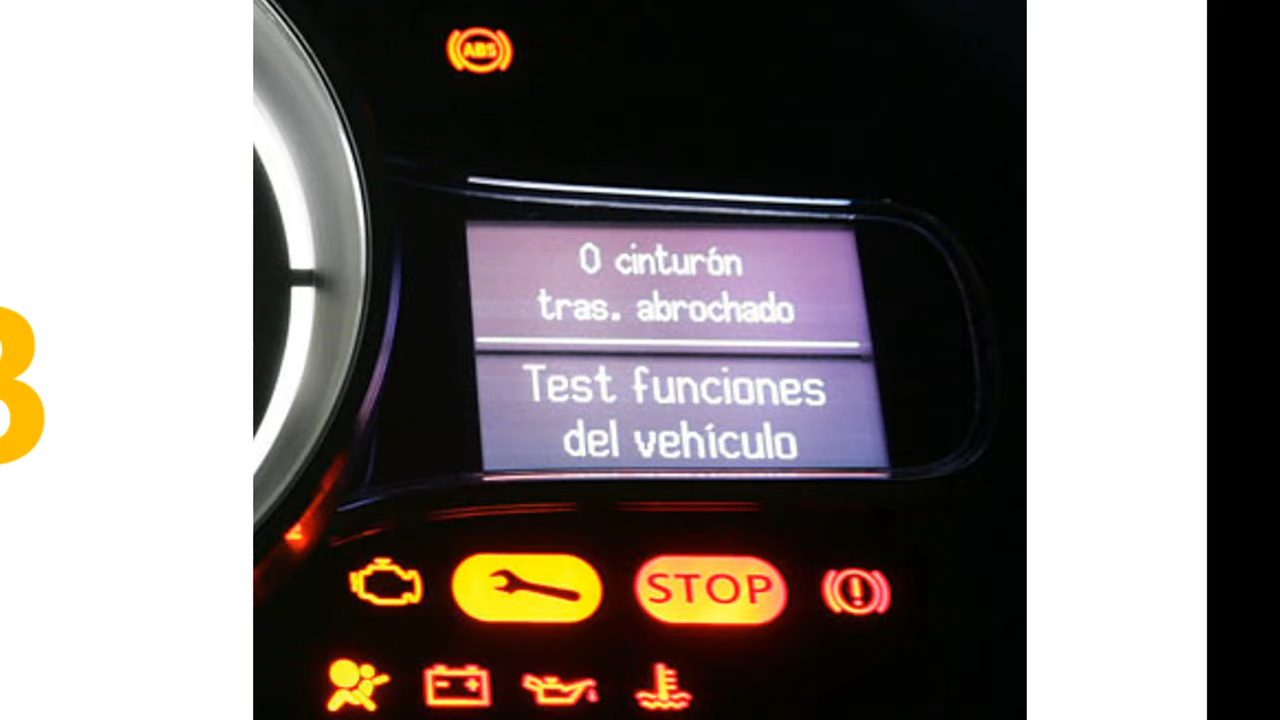 ABS
0 cinturón
tras. abrochado
Test funciones
del vehículo
STOP